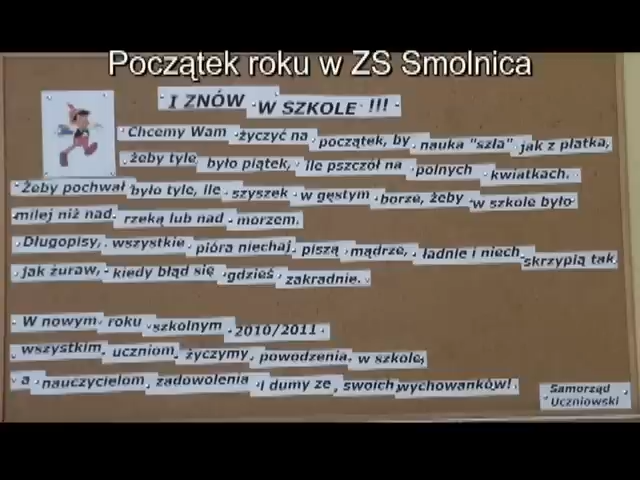 Początek roku w ZS Smolnica
I ZNÓW W SZKOLE !!!
Chcemy Wam życzyć na początek, by nauka "szła" jak z płatka,
żeby tyle było piątek, ile pszczół na polnych kwiatkach.
Żeby pochwał było tyle, ile szyszek w gęstym borze, żeby w szkole było
milej niż nad rzeką lub nad morzem.
Długopisy, wszystkie pióra niechaj piszą mądrze, ładnie i niech skrzypią tak
jak żuraw, kiedy błąd się gdzieś zakradnie.
W nowym roku szkolnym 2010/2011
wszystkim uczniom życzymy powodzenia w szkole,
a nauczycielom zadowolenia i dumy ze swoich wychowanków!
Samorząd
Uczniowski